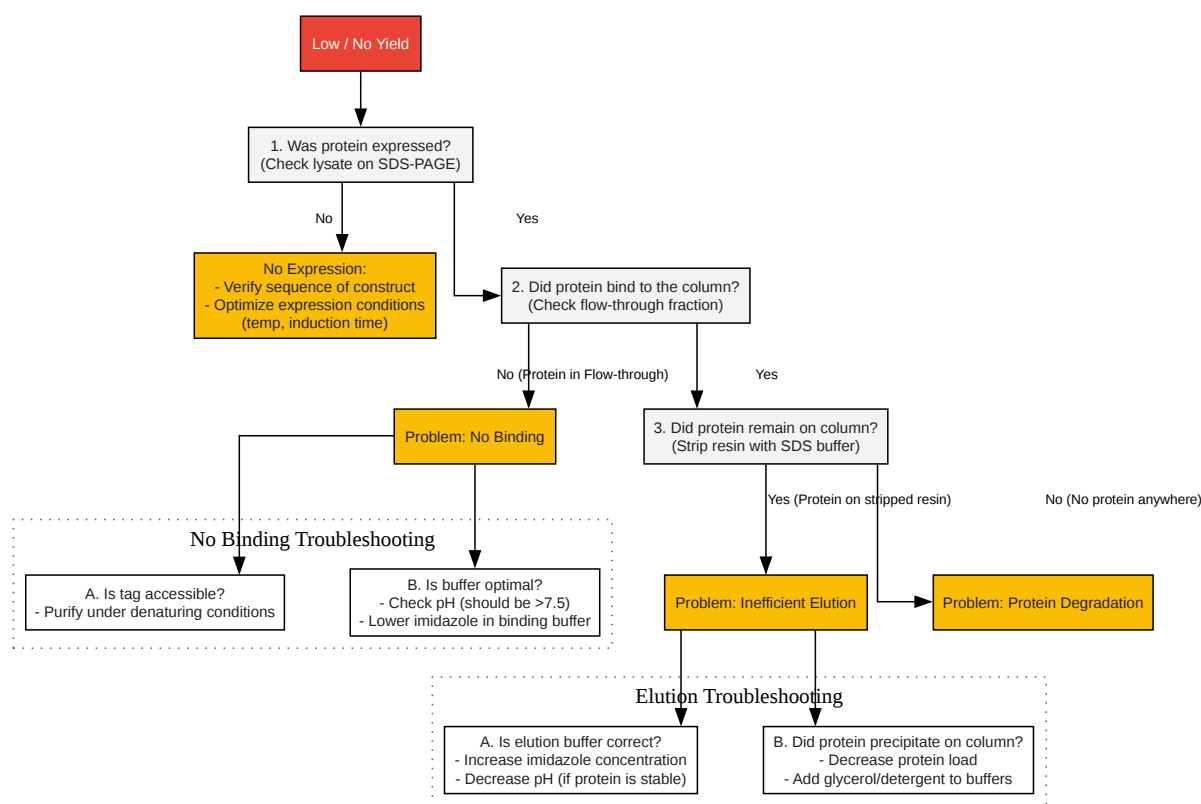 Low / No Yield
1. Was protein expressed?
(Check lysate on SDS-PAGE)
No
Yes
No Expression:
- Verify sequence of construct
- Optimize expression conditions
(temp, induction time)
2. Did protein bind to the column?
(Check flow-through fraction)
No (Protein in Flow-through)
Yes
Problem: No Binding
3. Did protein remain on column?
(Strip resin with SDS buffer)
Yes (Protein on stripped resin)
No (No protein anywhere)
No Binding Troubleshooting
A. Is tag accessible?
- Purify under denaturing conditions
B. Is buffer optimal?
- Check pH (should be >7.5)
- Lower imidazole in binding buffer
Problem: Inefficient Elution
Problem: Protein Degradation
Elution Troubleshooting
A. Is elution buffer correct?
- Increase imidazole concentration
- Decrease pH (if protein is stable)
B. Did protein precipitate on column?
- Decrease protein load
- Add glycerol/detergent to buffers